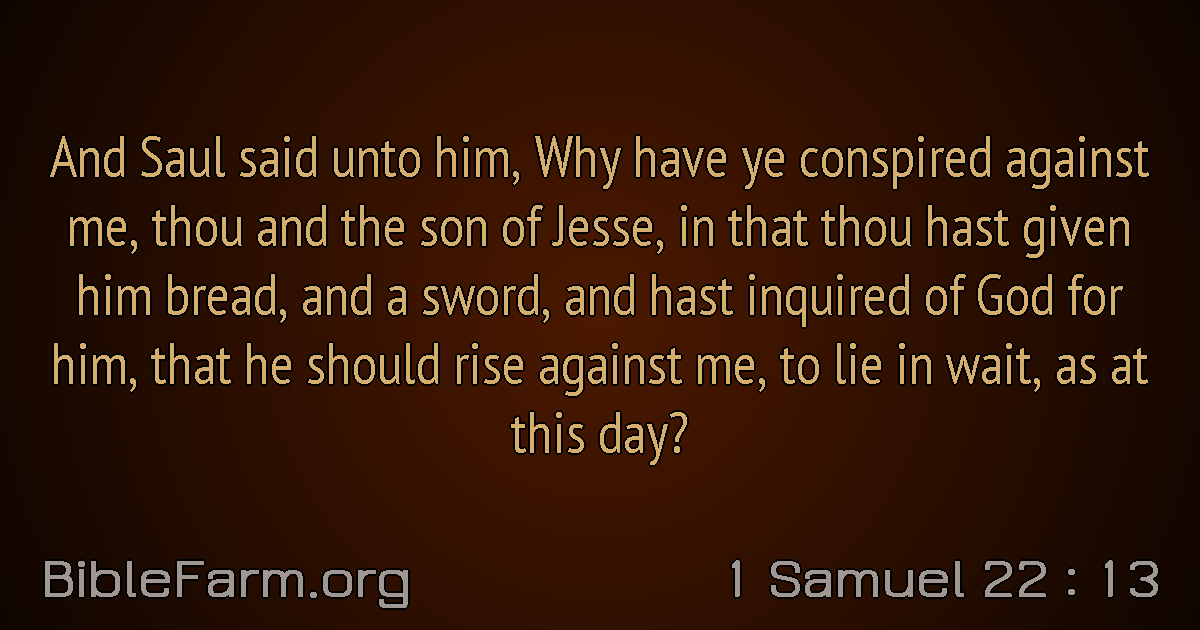 And Saul said unto him, Why have ye conspired against
me, thou and the son of Jesse, in that thou hast given
him bread, and a sword, and hast inquired of God for
him, that he should rise against me, to lie in wait, as at
this day?
BibleFarm.org
1 Samuel 22 : 13